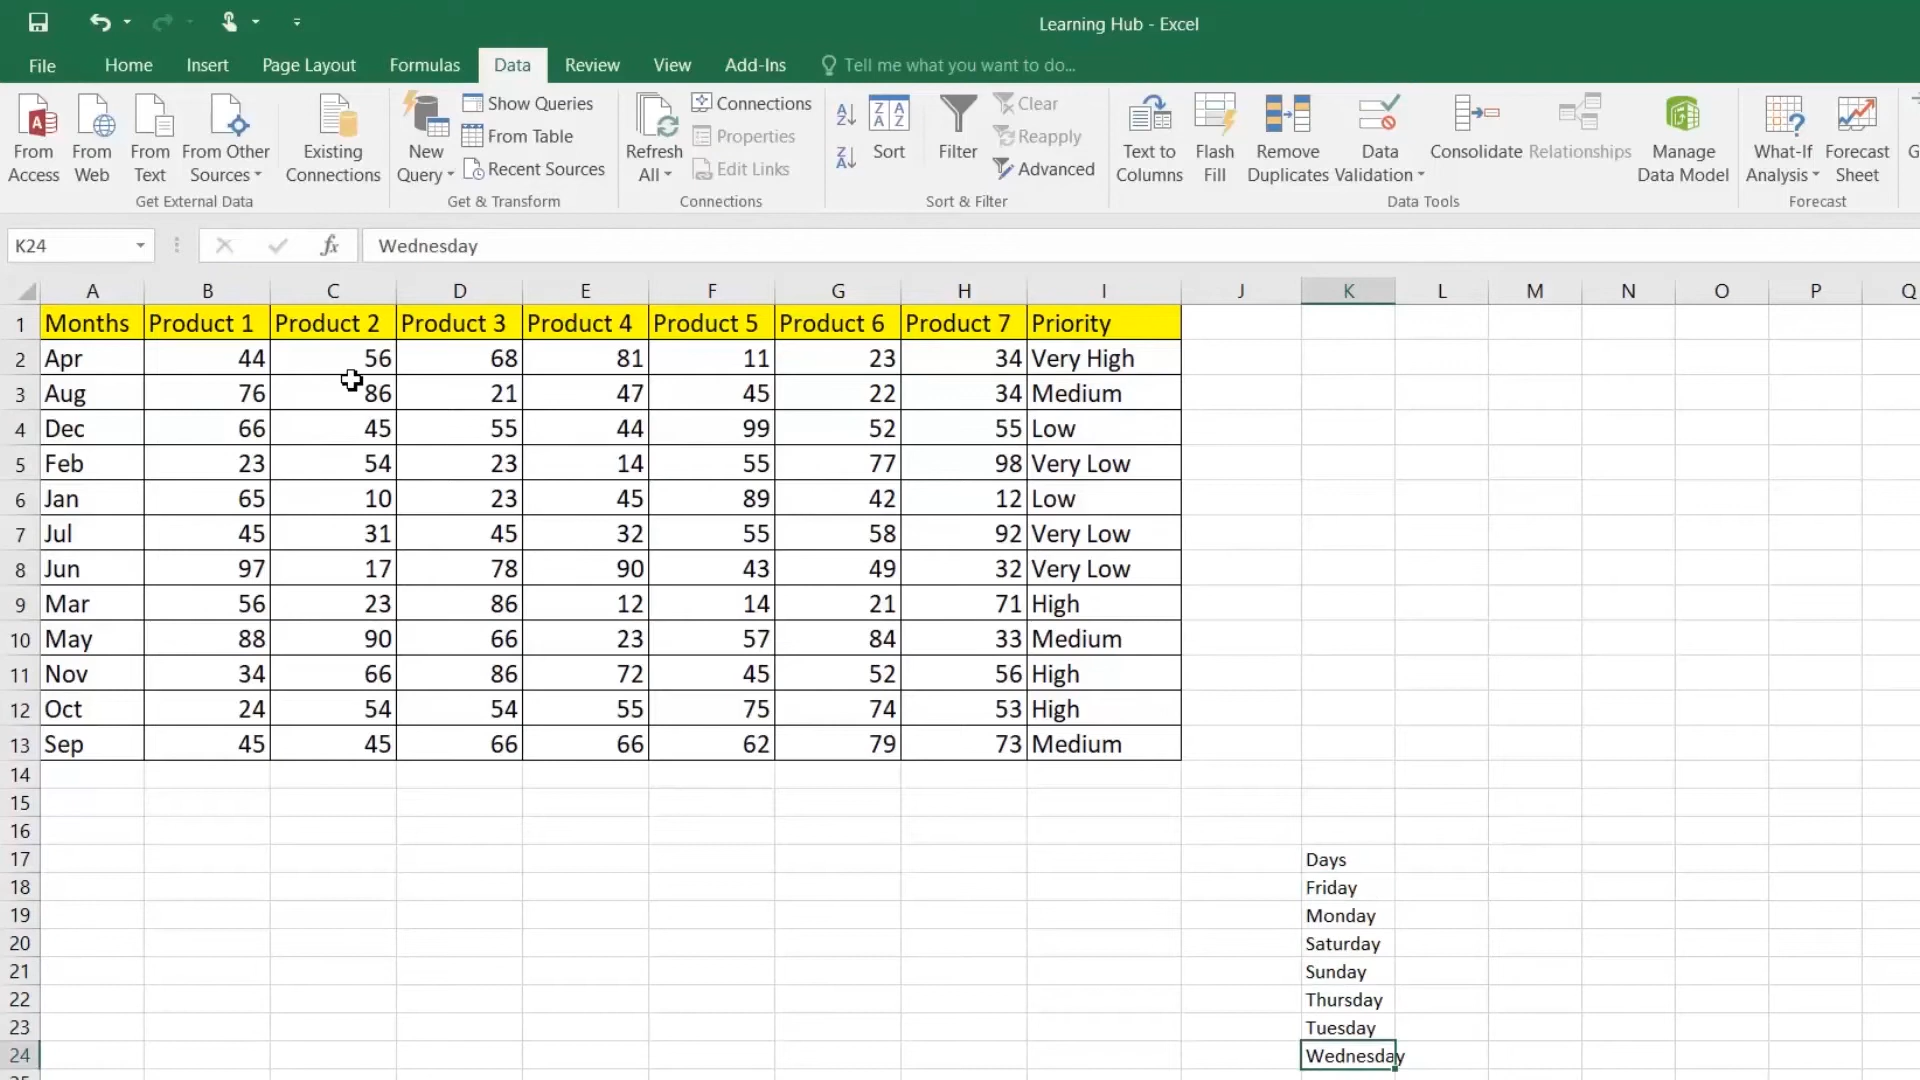 Learning Hub - Excel
File Home Insert Page Layout Formulas Data Review View Add-Ins Tell me what you want to do...
From Access
From Web
From Text
From Other Sources
Existing Connections
Get External Data
New Query
Show Queries
From Table
Recent Sources
Get & Transform
Refresh All
Connections
Properties
Edit Links
Connections
Sort
Filter
Clear
Reapply
Advanced
Sort & Filter
Text to Columns
Flash Fill
Remove Duplicates
Data Validation
Consolidate
Relationships
Manage Data Model
Data Tools
What-If Analysis
Forecast Sheet
Forecast
K24 fx Wednesday
A B C D E F G H I J K L M N O P Q
1 Months Product 1 Product 2 Product 3 Product 4 Product 5 Product 6 Product 7 Priority
2 Apr 44 56 68 81 11 23 34 Very High
3 Aug 76 86 21 47 45 22 34 Medium
4 Dec 66 45 55 44 99 52 55 Low
5 Feb 23 54 23 14 55 77 98 Very Low
6 Jan 65 10 23 45 89 42 12 Low
7 Jul 45 31 45 32 55 58 92 Very Low
8 Jun 97 17 78 90 43 49 32 Very Low
9 Mar 56 23 86 12 14 21 71 High
10 May 88 90 66 23 57 84 33 Medium
11 Nov 34 66 86 72 45 52 56 High
12 Oct 24 54 54 55 75 74 53 High
13 Sep 45 45 66 66 62 79 73 Medium
14
15
16
17 Days
18 Friday
19 Monday
20 Saturday
21 Sunday
22 Thursday
23 Tuesday
24 Wednesday